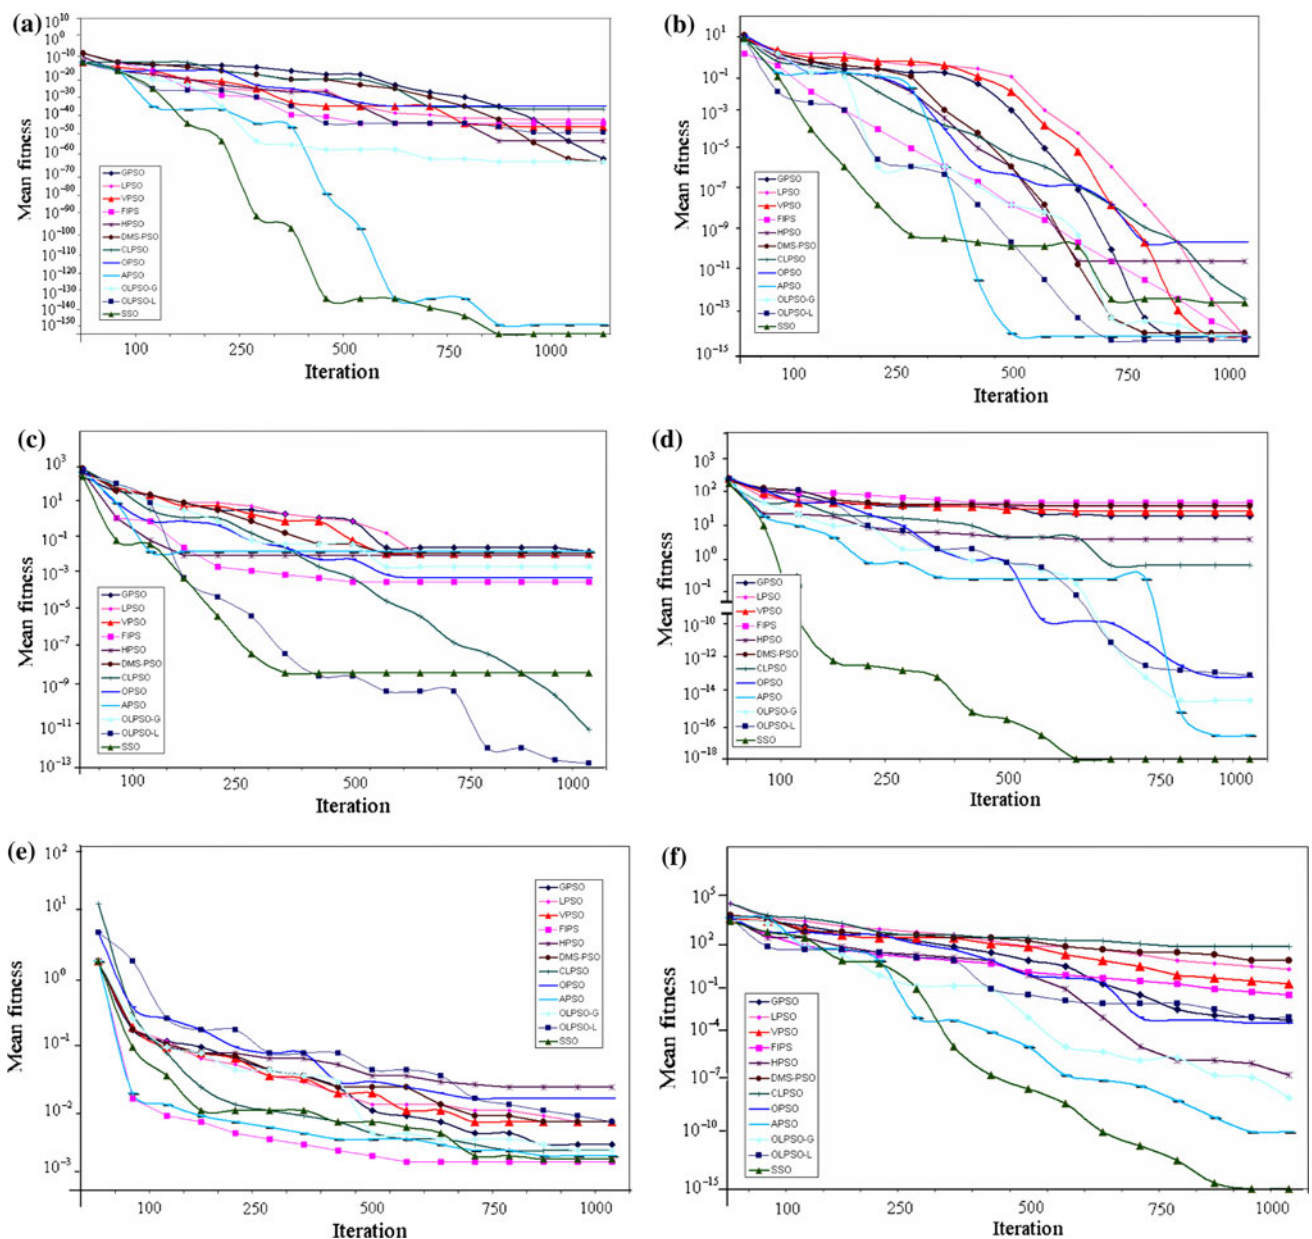 (a)
10^10
10^0
10^-10
10^-20
10^-30
10^-40
10^-50
10^-60
10^-70
10^-80
10^-90
10^-100
10^-110
10^-120
10^-130
10^-140
10^-150
Mean fitness
GPSO
LPSO
VPSO
FIPS
HPSO
DMS-PSO
CLPSO
OPSO
APSO
OLPSO-G
OLPSO-L
SSO
100 250 500 750 1000
Iteration
(b)
10^1
10^-1
10^-3
10^-5
10^-7
10^-9
10^-11
10^-13
10^-15
Mean fitness
GPSO
LPSO
VPSO
FIPS
HPSO
DMS-PSO
CLPSO
OPSO
APSO
OLPSO-G
OLPSO-L
SSO
100 250 500 750 1000
Iteration
(c)
10^3
10^1
10^-1
10^-3
10^-5
10^-7
10^-9
10^-11
10^-13
Mean fitness
GPSO
LPSO
VPSO
FIPS
HPSO
DMS-PSO
CLPSO
OPSO
APSO
OLPSO-G
OLPSO-L
SSO
100 250 500 750 1000
Iteration
(d)
10^3
10^2
10^1
10^0
10^-1
10^-10
10^-12
10^-14
10^-16
10^-18
Mean fitness
GPSO
LPSO
VPSO
FIPS
HPSO
DMS-PSO
CLPSO
OPSO
APSO
OLPSO-G
OLPSO-L
SSO
100 250 500 750 1000
Iteration
(e)
10^2
10^1
10^0
10^-1
10^-2
10^-3
Mean fitness
GPSO
LPSO
VPSO
FIPS
HPSO
DMS-PSO
CLPSO
OPSO
APSO
OLPSO-G
OLPSO-L
SSO
100 250 500 750 1000
Iteration
(f)
10^5
10^2
10^-1
10^-4
10^-7
10^-10
10^-15
Mean fitness
GPSO
LPSO
VPSO
FIPS
HPSO
DMS-PSO
CLPSO
OPSO
APSO
OLPSO-G
OLPSO-L
SSO
100 250 500 750 1000
Iteration